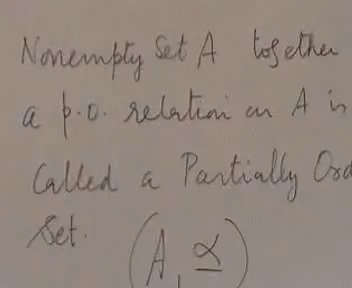 Nonempty Set A together
a p.o. relation on A is
Called a Partially Ord
Set.
(A, ⪯)